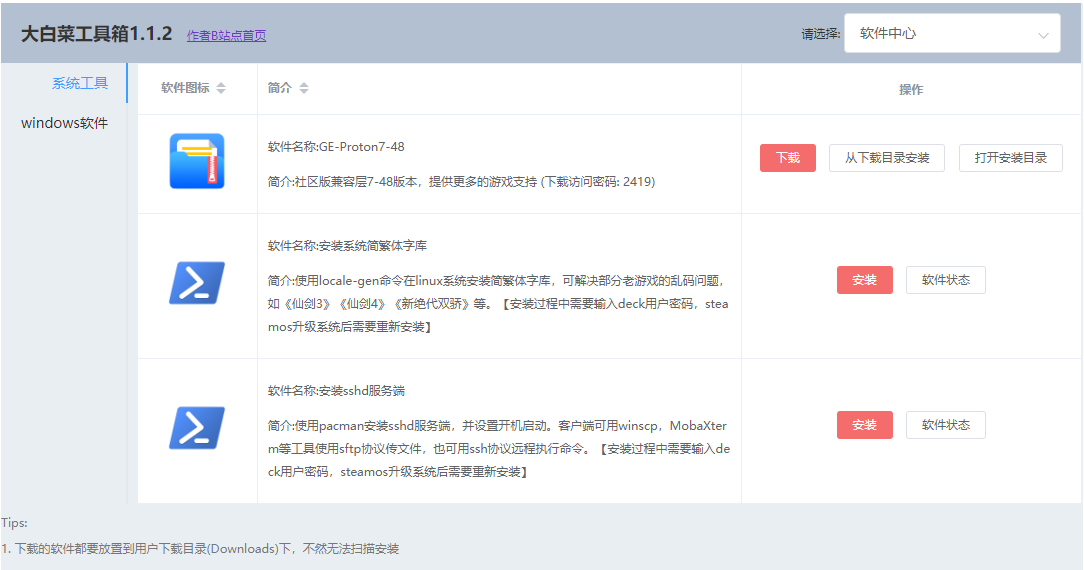 大白菜工具箱1.1.2 作者B站点首页 请选择: 软件中心
系统工具
windows软件
软件图标 简介 操作
软件名称:GE-Proton7-48
简介:社区版兼容层7-48版本，提供更多的游戏支持 (下载访问密码: 2419)
下载 从下载目录安装 打开安装目录
软件名称:安装系统简繁体字库
简介:使用locale-gen命令在linux系统安装简繁体字库，可解决部分老游戏的乱码问题，
如《仙剑3》《仙剑4》《新绝代双骄》等。【安装过程中需要输入deck用户密码，stea
mos升级系统后需要重新安装】
安装 软件状态
软件名称:安装sshd服务端
简介:使用pacman安装sshd服务端，并设置开机启动。客户端可用winscp，MobaXter
m等工具使用sftp协议传文件，也可用ssh协议远程执行命令。【安装过程中需要输入de
ck用户密码，steamos升级系统后需要重新安装】
安装 软件状态
Tips:
1. 下载的软件都要放置到用户下载目录(Downloads)下，不然无法扫描安装